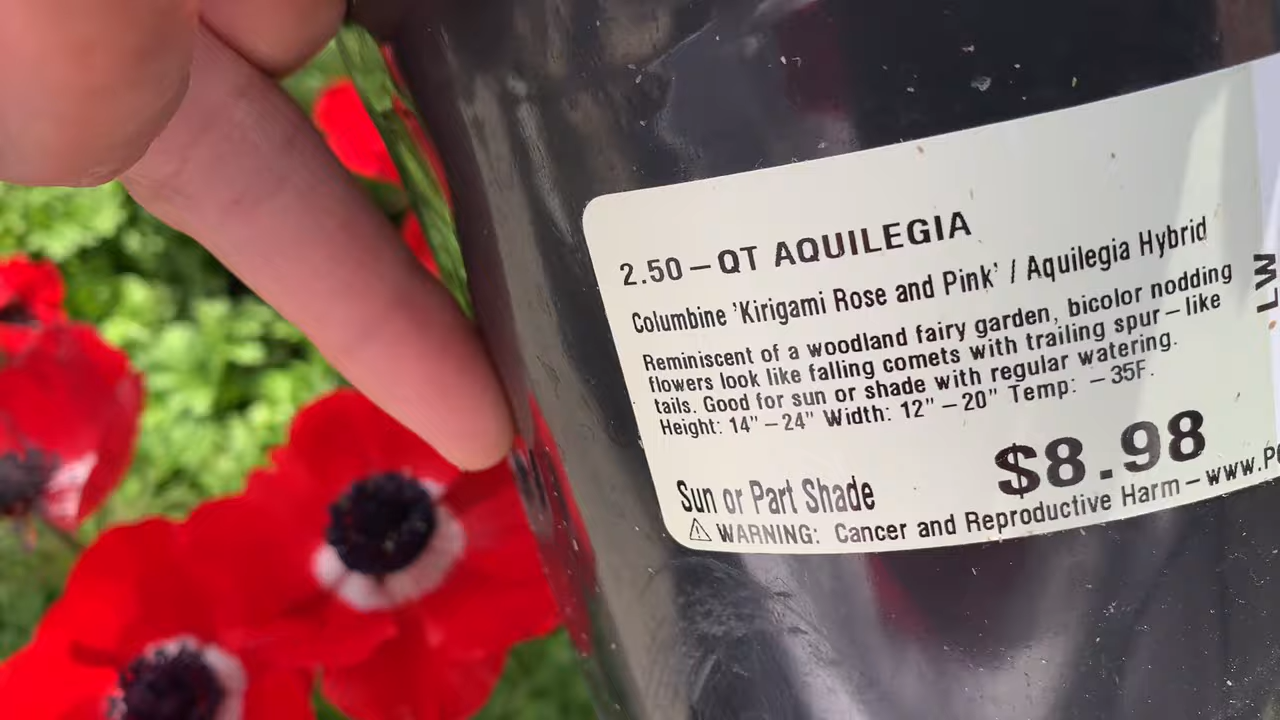 2.50-QT AQUILEGIA
Columbine 'Kirigami Rose and Pink' / Aquilegia Hybrid
Reminiscent of a woodland fairy garden, bicolor nodding
flowers look like falling comets with trailing spur-like
tails. Good for sun or shade with regular watering.
Height: 14"-24" Width: 12"-20" Temp: -35F.
$8.98
Sun or Part Shade
⚠ WARNING: Cancer and Reproductive Harm-www.P
LW